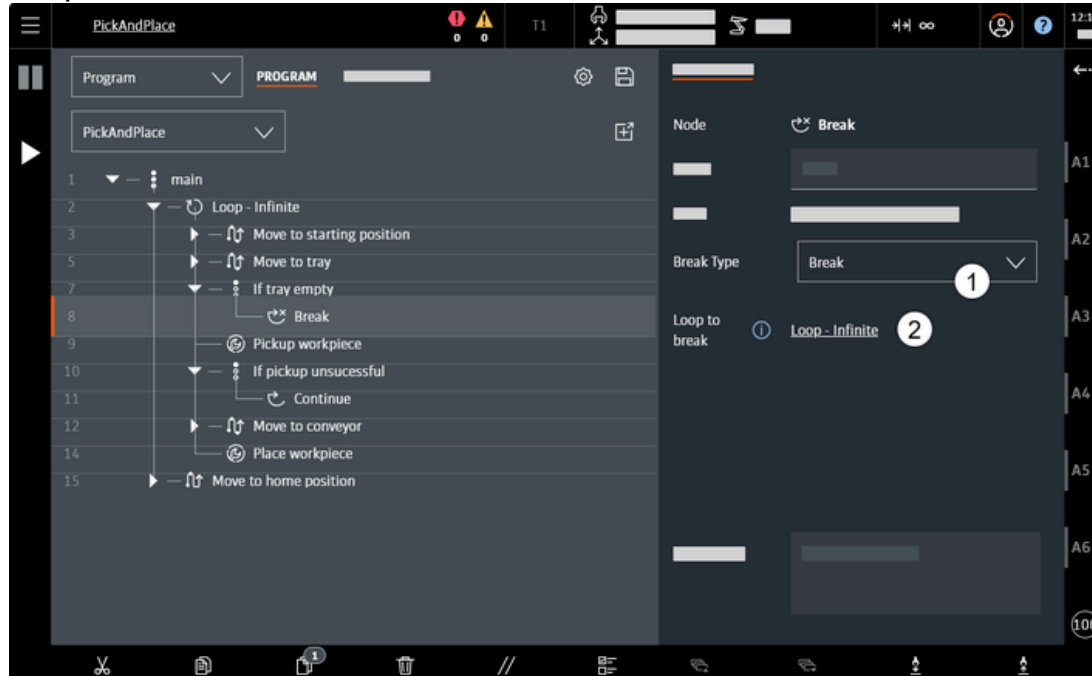 PickAndPlace
0 0
T1
∞
?
12:1
Program
PROGRAM
PickAndPlace
1 main
2 Loop - Infinite
3 Move to starting position
5 Move to tray
7 If tray empty
8 Break
9 Pickup workpiece
10 If pickup unsucessful
11 Continue
12 Move to conveyor
14 Place workpiece
15 Move to home position
Node Break
Break Type Break
1
Loop to
break
i
Loop - Infinite 2
A1
A2
A3
A4
A5
A6
100
1
//